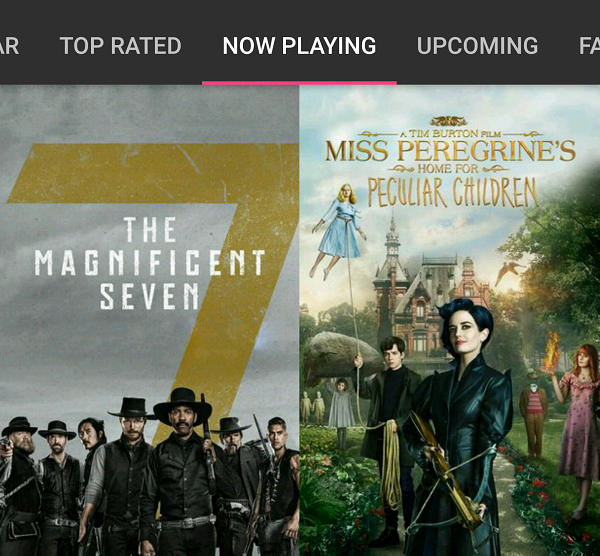 AR TOP RATED NOW PLAYING UPCOMING FA
7
THE
MAGNIFICENT
SEVEN
A TIM BURTON FILM
MISS PEREGRINE'S
HOME FOR
PECULIAR CHILDREN